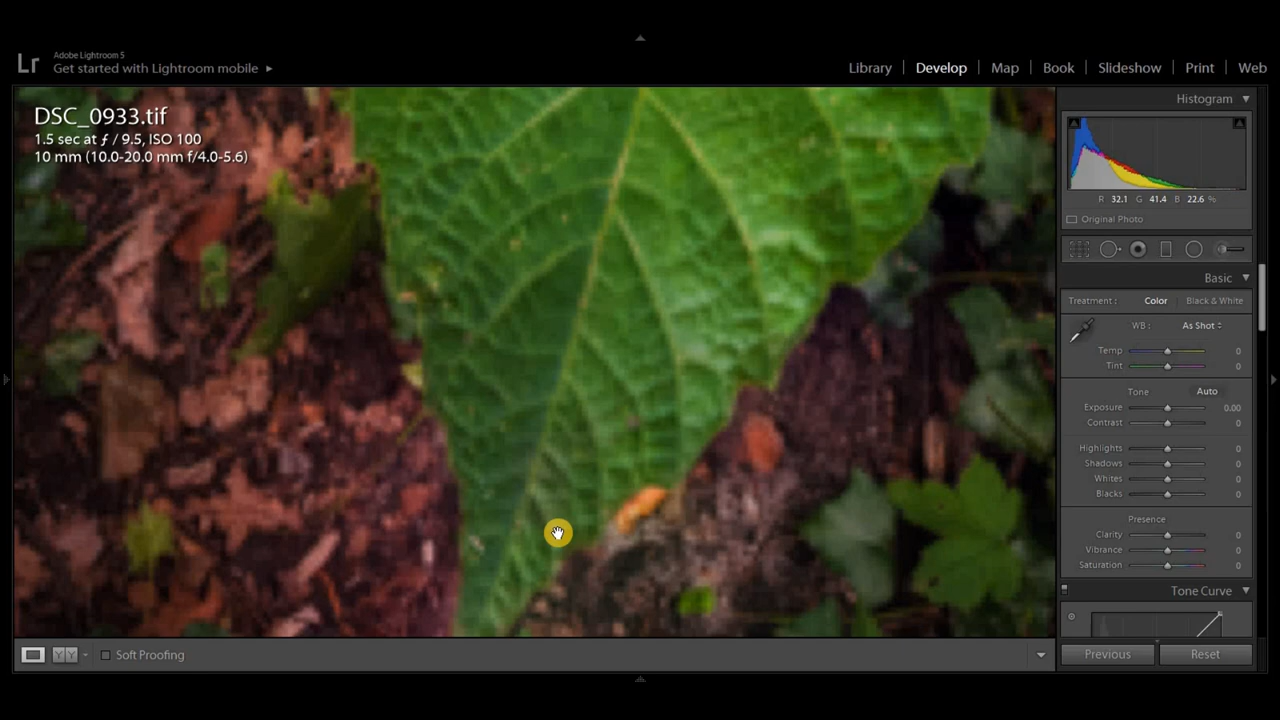 Adobe Lightroom 5
Lr Get started with Lightroom mobile
Library Develop Map Book Slideshow Print Web
DSC_0933.tif
1.5 sec at ƒ / 9.5, ISO 100
10 mm (10.0-20.0 mm f/4.0-5.6)
Histogram
R 32.1 G 41.4 B 22.6 %
Original Photo
Basic
Treatment : Color Black & White
WB : As Shot
Temp 0
Tint 0
Tone Auto
Exposure 0.00
Contrast 0
Highlights 0
Shadows 0
Whites 0
Blacks 0
Presence
Clarity 0
Vibrance 0
Saturation 0
Tone Curve
Y Y Soft Proofing
Previous Reset